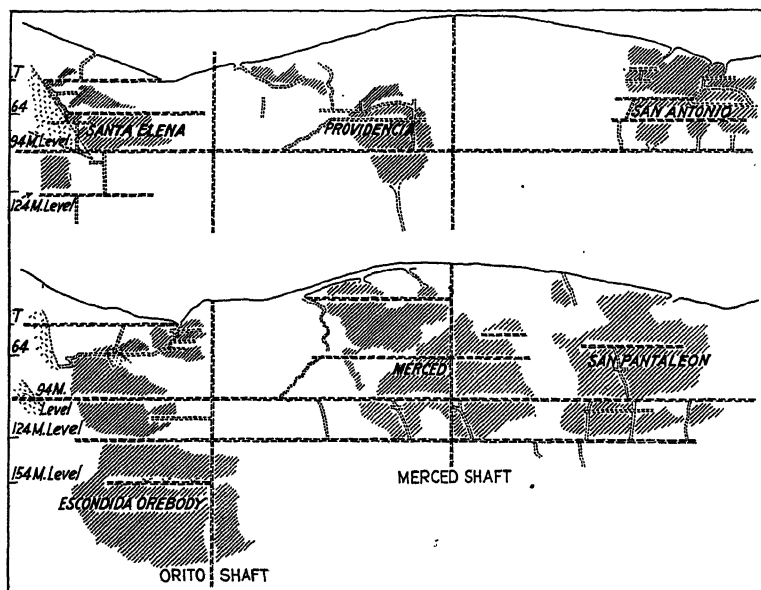 T
64
SANTA ELENA
PROVIDENCIA
SAN ANTONIO
94M.Level
124M.Level
T
64
MERCED
SAN PANTALEON
94M.
Level
124M.Level
154M.Level
MERCED SHAFT
ESCONDIDA OREBODY
ORITO SHAFT